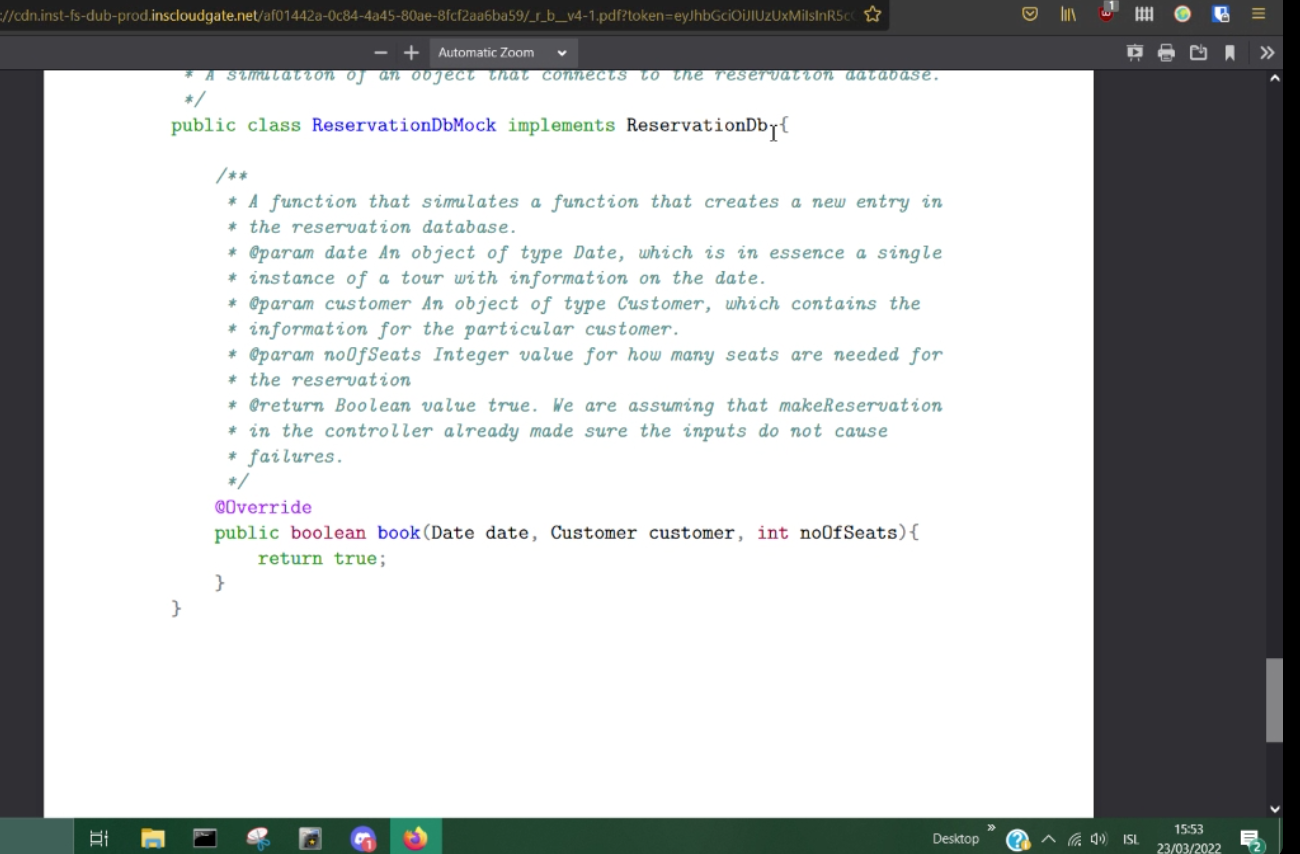 ://cdn.inst-fs-dub-prod.inscloudgate.net/af01442a-0c84-4a45-80ae-8fcf2aa6ba59/_r_b__v4-1.pdf?token=eyJhbGciOiJIUzUxMiIsInR5c
1
Automatic Zoom
* A simulation of an object that connects to the reservation database.
*/
public class ReservationDbMock implements ReservationDb {
/**
* A function that simulates a function that creates a new entry in
* the reservation database.
* @param date An object of type Date, which is in essence a single
* instance of a tour with information on the date.
* @param customer An object of type Customer, which contains the
* information for the particular customer.
* @param noOfSeats Integer value for how many seats are needed for
* the reservation
* @return Boolean value true. We are assuming that makeReservation
* in the controller already made sure the inputs do not cause
* failures.
*/
@Override
public boolean book(Date date, Customer customer, int noOfSeats){
return true;
}
}
Desktop
ISL
15:53
23/03/2022
2
1